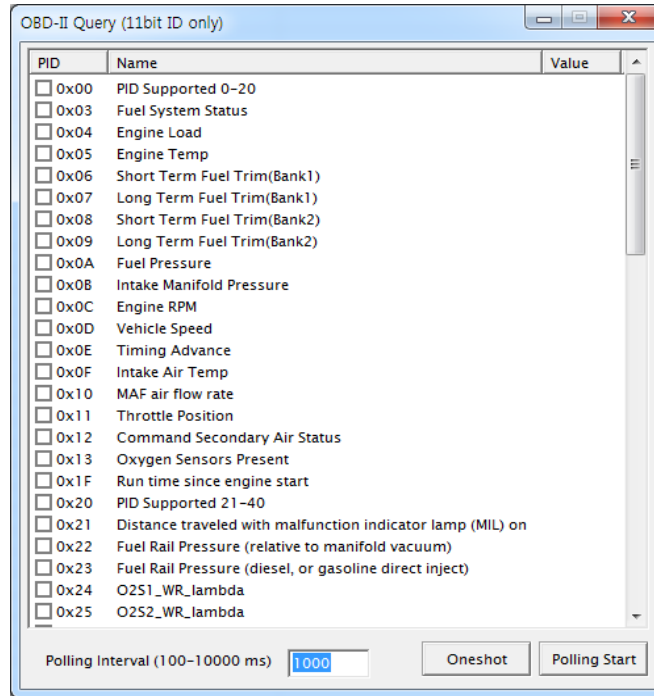 OBD-II Query (11bit ID only)
PID Name Value
0x00 PID Supported 0-20
0x03 Fuel System Status
0x04 Engine Load
0x05 Engine Temp
0x06 Short Term Fuel Trim(Bank1)
0x07 Long Term Fuel Trim(Bank1)
0x08 Short Term Fuel Trim(Bank2)
0x09 Long Term Fuel Trim(Bank2)
0x0A Fuel Pressure
0x0B Intake Manifold Pressure
0x0C Engine RPM
0x0D Vehicle Speed
0x0E Timing Advance
0x0F Intake Air Temp
0x10 MAF air flow rate
0x11 Throttle Position
0x12 Command Secondary Air Status
0x13 Oxygen Sensors Present
0x1F Run time since engine start
0x20 PID Supported 21-40
0x21 Distance traveled with malfunction indicator lamp (MIL) on
0x22 Fuel Rail Pressure (relative to manifold vacuum)
0x23 Fuel Rail Pressure (diesel, or gasoline direct inject)
0x24 O2S1_WR_lambda
0x25 O2S2_WR_lambda
Polling Interval (100-10000 ms) 1000 Oneshot Polling Start